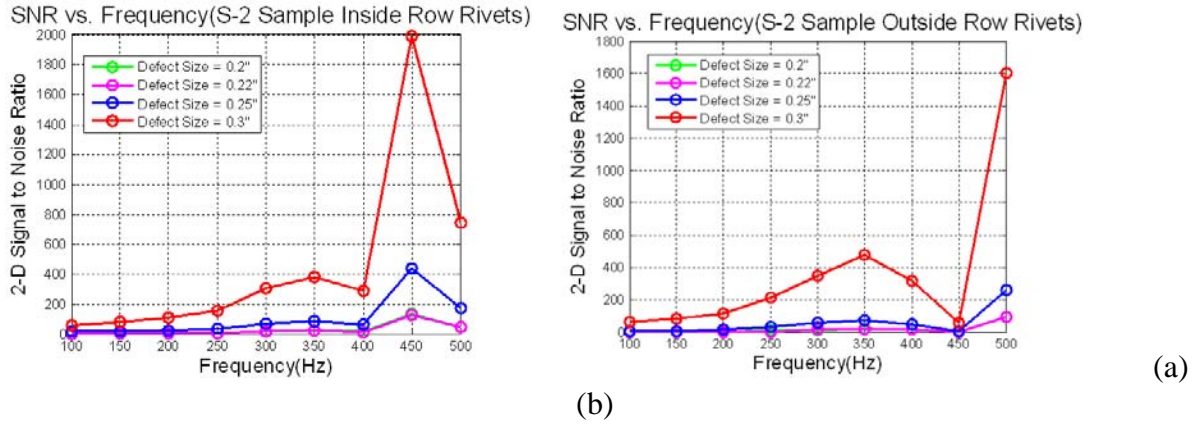 SNR vs. Frequency(S-2 Sample Inside Row Rivets)
2-D Signal to Noise Ratio
2000
1800
1600
1400
1200
1000
800
600
400
200
0
Defect Size = 0.2"
Defect Size = 0.22"
Defect Size = 0.25"
Defect Size = 0.3"
100 150 200 250 300 350 400 450 500
Frequency(Hz)
SNR vs. Frequency(S-2 Sample Outside Row Rivets)
2-D Signal to Noise Ratio
1800
1600
1400
1200
1000
800
600
400
200
0
Defect Size = 0.2"
Defect Size = 0.22"
Defect Size = 0.25"
Defect Size = 0.3"
100 150 200 250 300 350 400 450 500
Frequency(Hz)
(a)
(b)